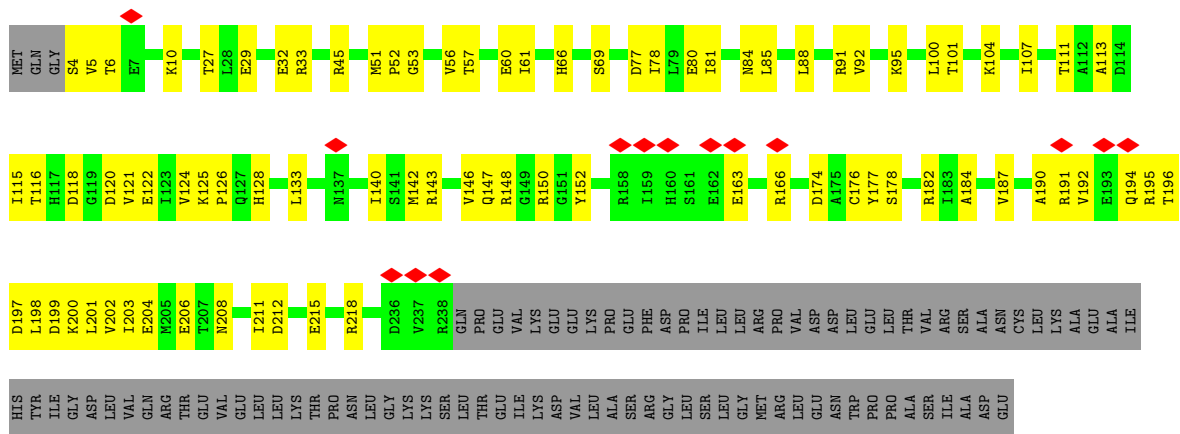 MET GLN GLY S4 V5 T6 E7 K10 T27 L28 E29 E32 R33 R45 M51 P52 G53 V56 T57 E60 I61 H66 S69 D77 I78 L79 E80 I81 N84 L85 L88 R91 V92 K95 L100 T101 K104 I107 T111 A112 A113 D114
I115 T116 H117 D118 G119 D120 V121 E122 I123 V124 K125 P126 Q127 H128 L133 N137 I140 S141 M142 R143 V146 Q147 R148 G149 R150 G151 Y152 R158 I159 H160 S161 E162 E163 R166 D174 A175 C176 Y177 S178 R182 I183 A184 V187 A190 R191 V192 E193 Q194 R195 T196
D197 L198 D199 K200 L201 V202 I203 E204 M205 E206 T207 N208 I211 D212 E215 R218 D236 V237 R238 GLN PRO GLU VAL LYS GLU GLU LYS PRO GLU PHE ASP PRO ILE LEU LEU ARG PRO VAL ASP ASP LEU GLU LEU THR VAL ARG SER ALA ASN CYS LEU LYS ALA GLU ALA ILE
HIS TYR ILE GLY ASP LEU VAL GLN ARG THR GLU VAL GLU LEU LEU LYS THR PRO ASN LEU GLY LYS LYS SER LEU THR GLU ILE LYS ASP VAL LEU ALA SER ARG GLY LEU SER LEU GLY MET ARG LEU GLU ASN TRP PRO PRO ALA SER ILE ALA ASP GLU